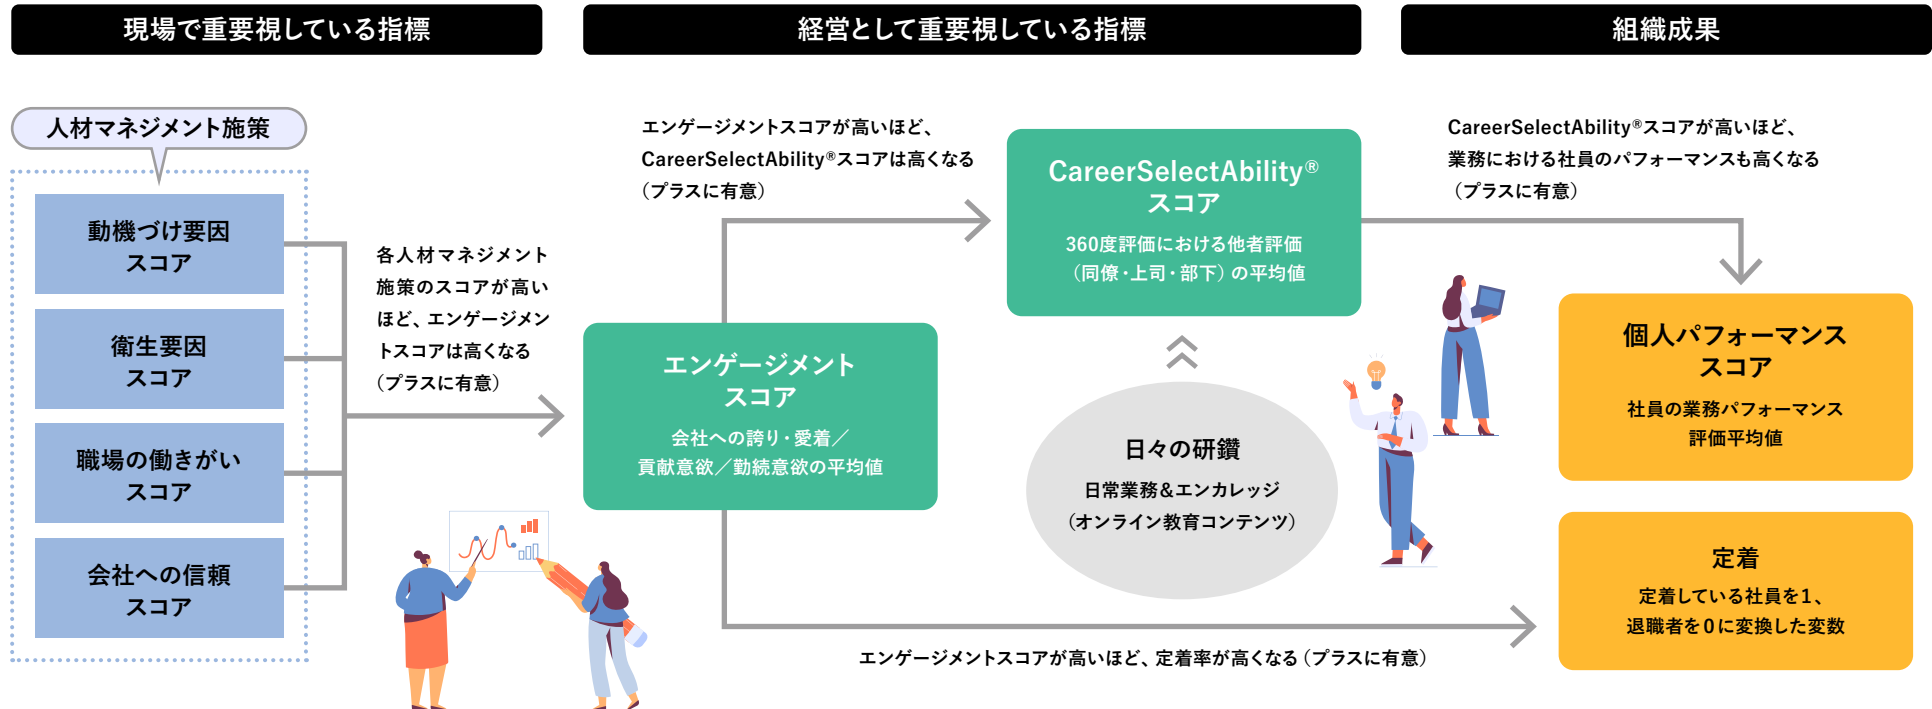 現場で重要視している指標
経営として重要視している指標
組織成果
人材マネジメント施策
動機づけ要因
スコア
衛生要因
スコア
職場の働きがい
スコア
会社への信頼
スコア
各人材マネジメント
施策のスコアが高い
ほど、エンゲージメン
トスコアは高くなる
（プラスに有意）
エンゲージメントスコアが高いほど、
CareerSelectAbility®スコアは高くなる
（プラスに有意）
エンゲージメント
スコア
会社への誇り・愛着／
貢献意欲／勤続意欲の平均値
CareerSelectAbility®
スコア
360度評価における他者評価
（同僚・上司・部下）の平均値
日々の研鑽
日常業務&エンカレッジ
（オンライン教育コンテンツ）
エンゲージメントスコアが高いほど、定着率が高くなる（プラスに有意）
CareerSelectAbility®スコアが高いほど、
業務における社員のパフォーマンスも高くなる
（プラスに有意）
個人パフォーマンス
スコア
社員の業務パフォーマンス
評価平均値
定着
定着している社員を1、
退職者を0に変換した変数